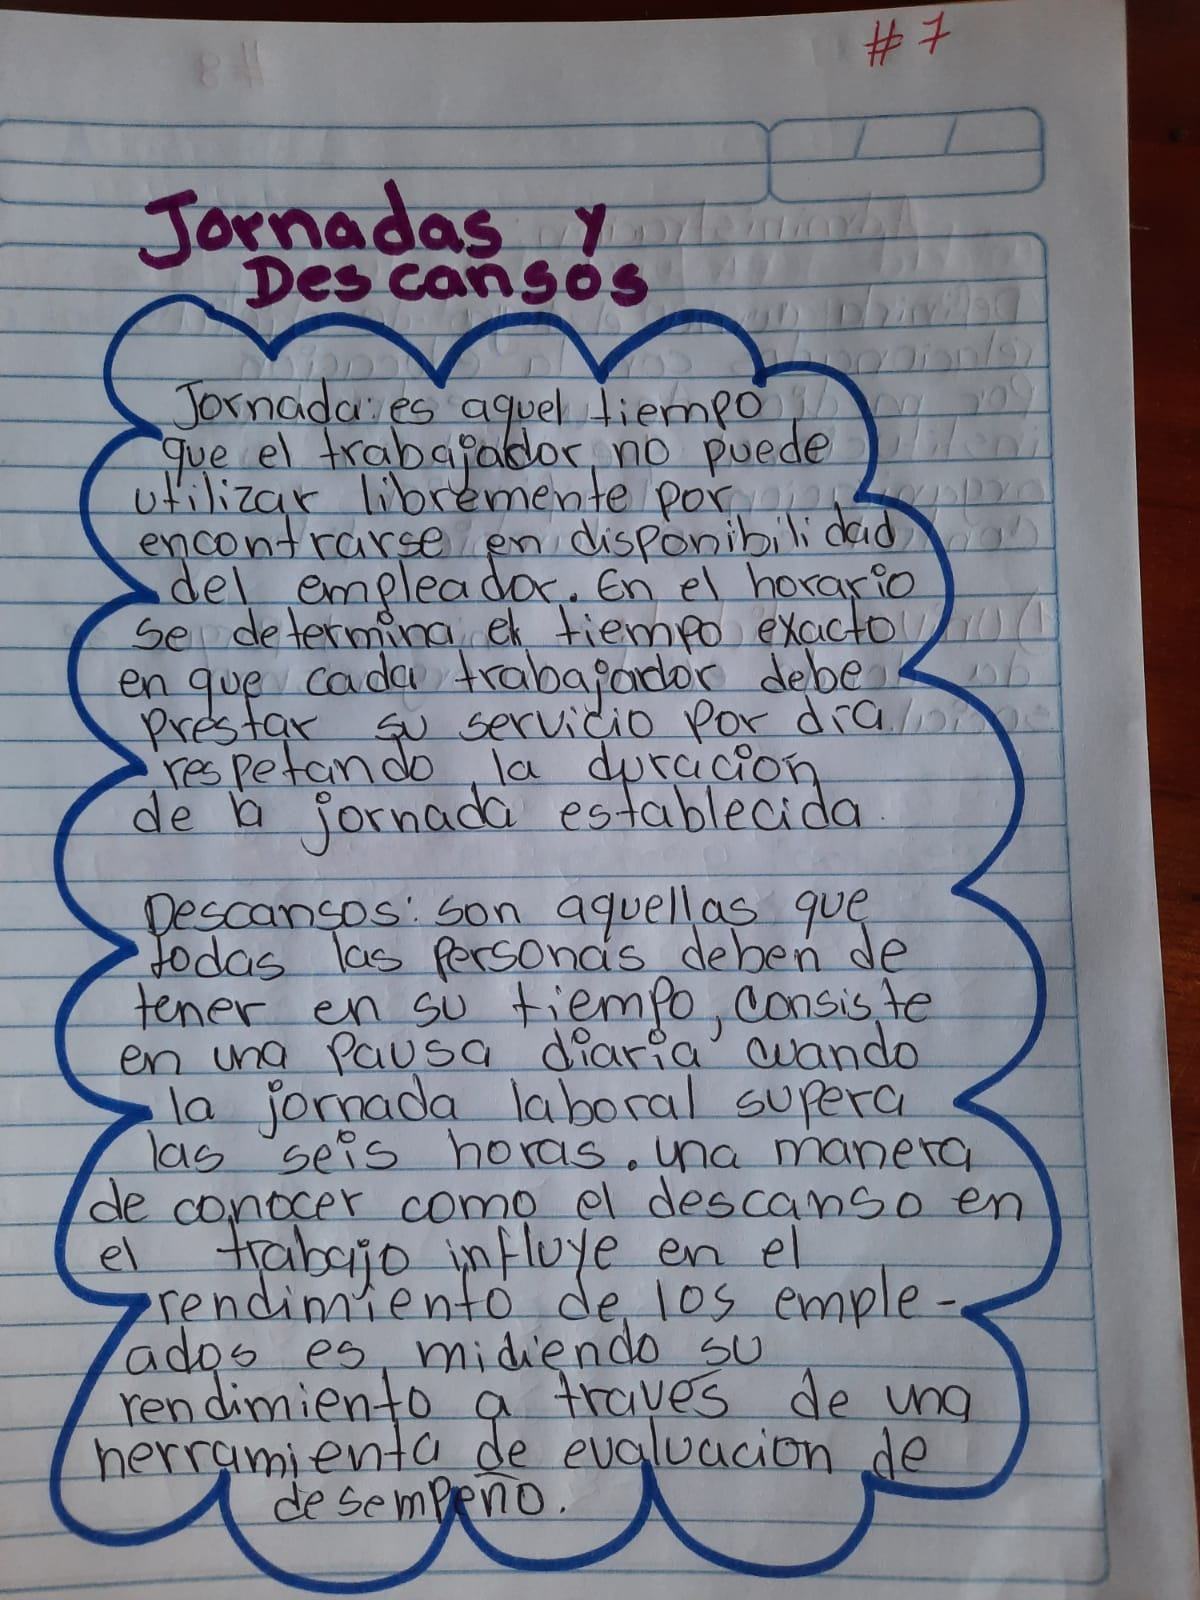 #7
Jornadas y
Descansos
Jornada: es aquel tiempo
que el trabajador, no puede
utilizar libremente por
encontrarse en disponibilidad
del empleador. En el horario
se determina el tiempo exacto
en que cada trabajador debe
prestar su servicio por día
respetando la duración
de la jornada establecida.
Descansos: son aquellas que
todas las personas deben de
tener en su tiempo, consiste
en una pausa diaria cuando
la jornada laboral supera
las seis horas. una manera
de conocer como el descanso en
el trabajo influye en el
rendimiento de los emple-
ados es midiendo su
rendimiento a través de una
herramienta de evaluacion de
desempeño.